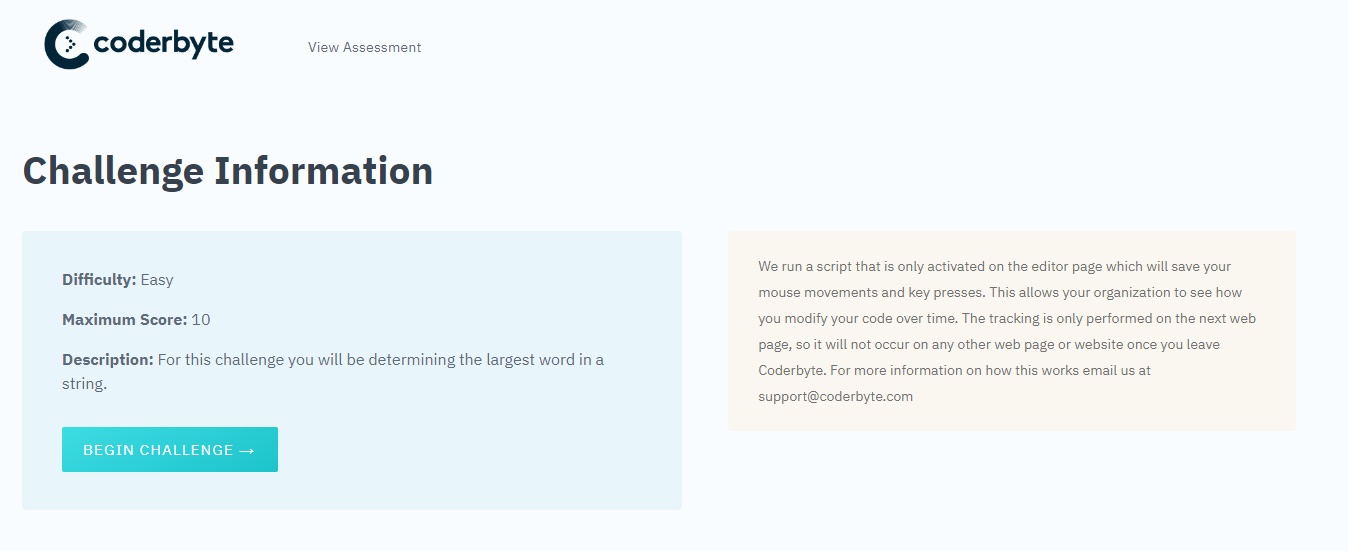 coderbyte
View Assessment
Challenge Information
Difficulty: Easy
Maximum Score: 10
Description: For this challenge you will be determining the largest word in a
string.
BEGIN CHALLENGE →
We run a script that is only activated on the editor page which will save your
mouse movements and key presses. This allows your organization to see how
you modify your code over time. The tracking is only performed on the next web
page, so it will not occur on any other web page or website once you leave
Coderbyte. For more information on how this works email us at
support@coderbyte.com